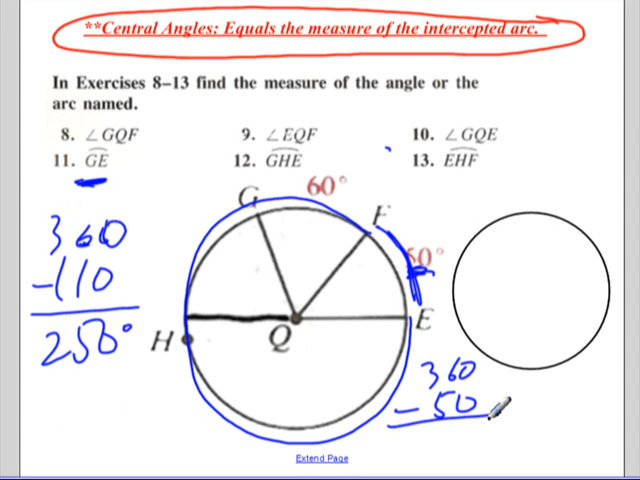 **Central Angles: Equals the measure of the intercepted arc.
In Exercises 8–13 find the measure of the angle or the
arc named.
8. ∠GQF 9. ∠EQF 10. ∠GQE
11. GE 12. GHE 13. EHF
60°
G F
360
-110
250°
50°
H Q E
360
- 50
Extend Page